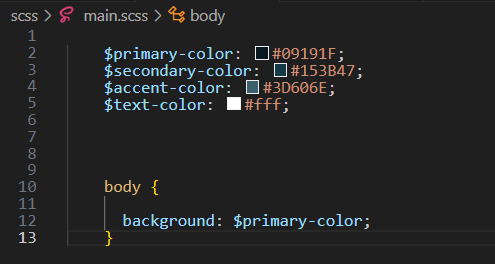 scss > main.scss > body
1
2 $primary-color: #09191F;
3 $secondary-color: #153B47;
4 $accent-color: #3D606E;
5 $text-color: #fff;
6
7
8
9
10 body {
11
12 background: $primary-color;
13 }